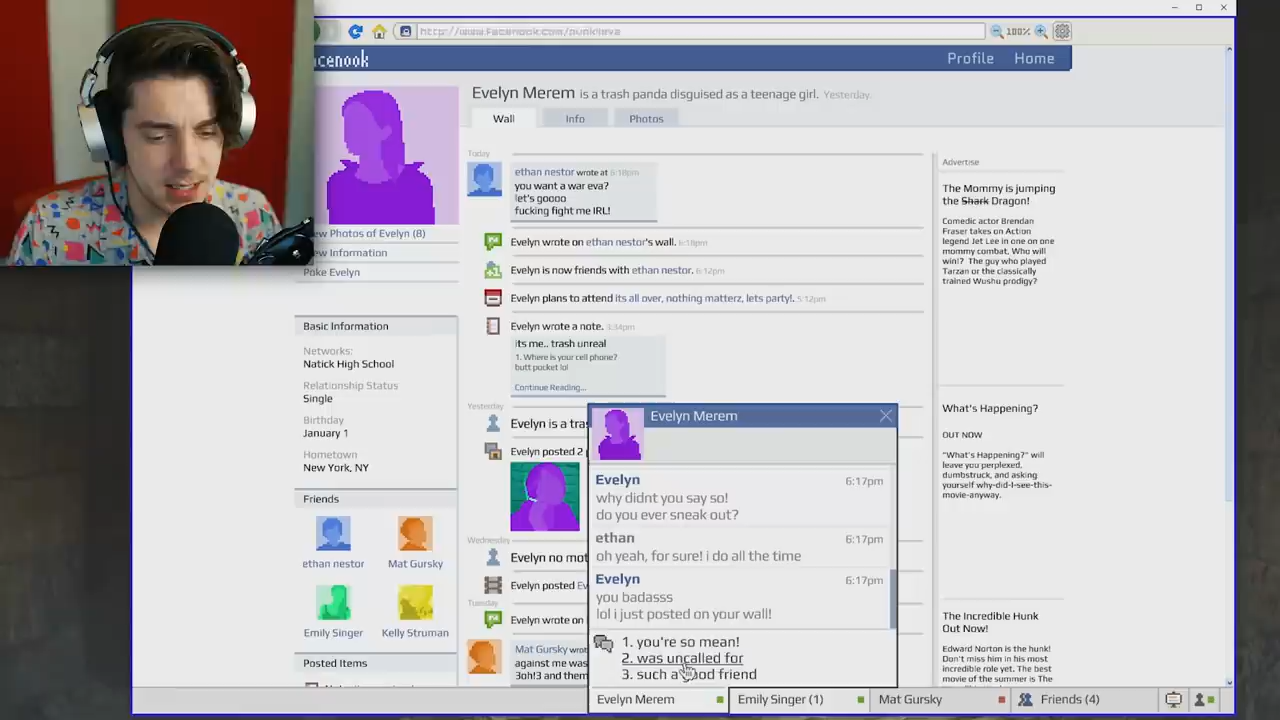 http://www.Facenook.com/punk1eva
100%
acenook
Profile
Home
Evelyn Merem is a trash panda disguised as a teenage girl. Yesterday.
Wall
Info
Photos
Today
ethan nestor wrote at 6:18pm
you want a war eva?
let's goooo
fucking fight me IRL!
Evelyn wrote on ethan nestor's wall. 6:18pm
Evelyn is now friends with ethan nestor. 6:12pm
Evelyn plans to attend its all over, nothing matterz, lets party!. 5:12pm
Evelyn wrote a note. 3:34pm
its me.. trash unreal
1. Where is your cell phone?
butt pocket lol
Continue Reading...
Yesterday
Evelyn is a tra
Evelyn posted 2 p
Wednesday
Evelyn no mot
Evelyn posted Ev
Tuesday
Evelyn wrote on
Mat Gursky wrot
against me was
3oh!3 and them
ew Photos of Evelyn (8)
ew Information
Poke Evelyn
Basic Information
Networks:
Natick High School
Relationship Status
Single
Birthday
January 1
Hometown
New York, NY
Friends
ethan nestor
Mat Gursky
Emily Singer
Kelly Struman
Posted Items
Advertise
The Mommy is jumping
the Shark Dragon!
Comedic actor Brendan
Fraser takes on Action
legend Jet Lee in one on one
mommy combat, Who will
win!? The guy who played
Tarzan or the classically
trained Wushu prodigy?
What's Happening?
OUT NOW
"What's Happening?" will
leave you perplexed,
dumbstruck, and asking
yourself why-did-I-see-this-
movie-anyway.
The Incredible Hunk
Out Now!
Edward Norton is the hunk!
Don't miss him in his most
incredible role yet. The best
movie of the summer is The
Evelyn Merem
Evelyn 6:17pm
why didnt you say so!
do you ever sneak out?
ethan 6:17pm
oh yeah, for sure! i do all the time
Evelyn 6:17pm
you badasss
lol i just posted on your wall!
1. you're so mean!
2. was uncalled for
3. such a good friend
Evelyn Merem
Emily Singer (1)
Mat Gursky
Friends (4)